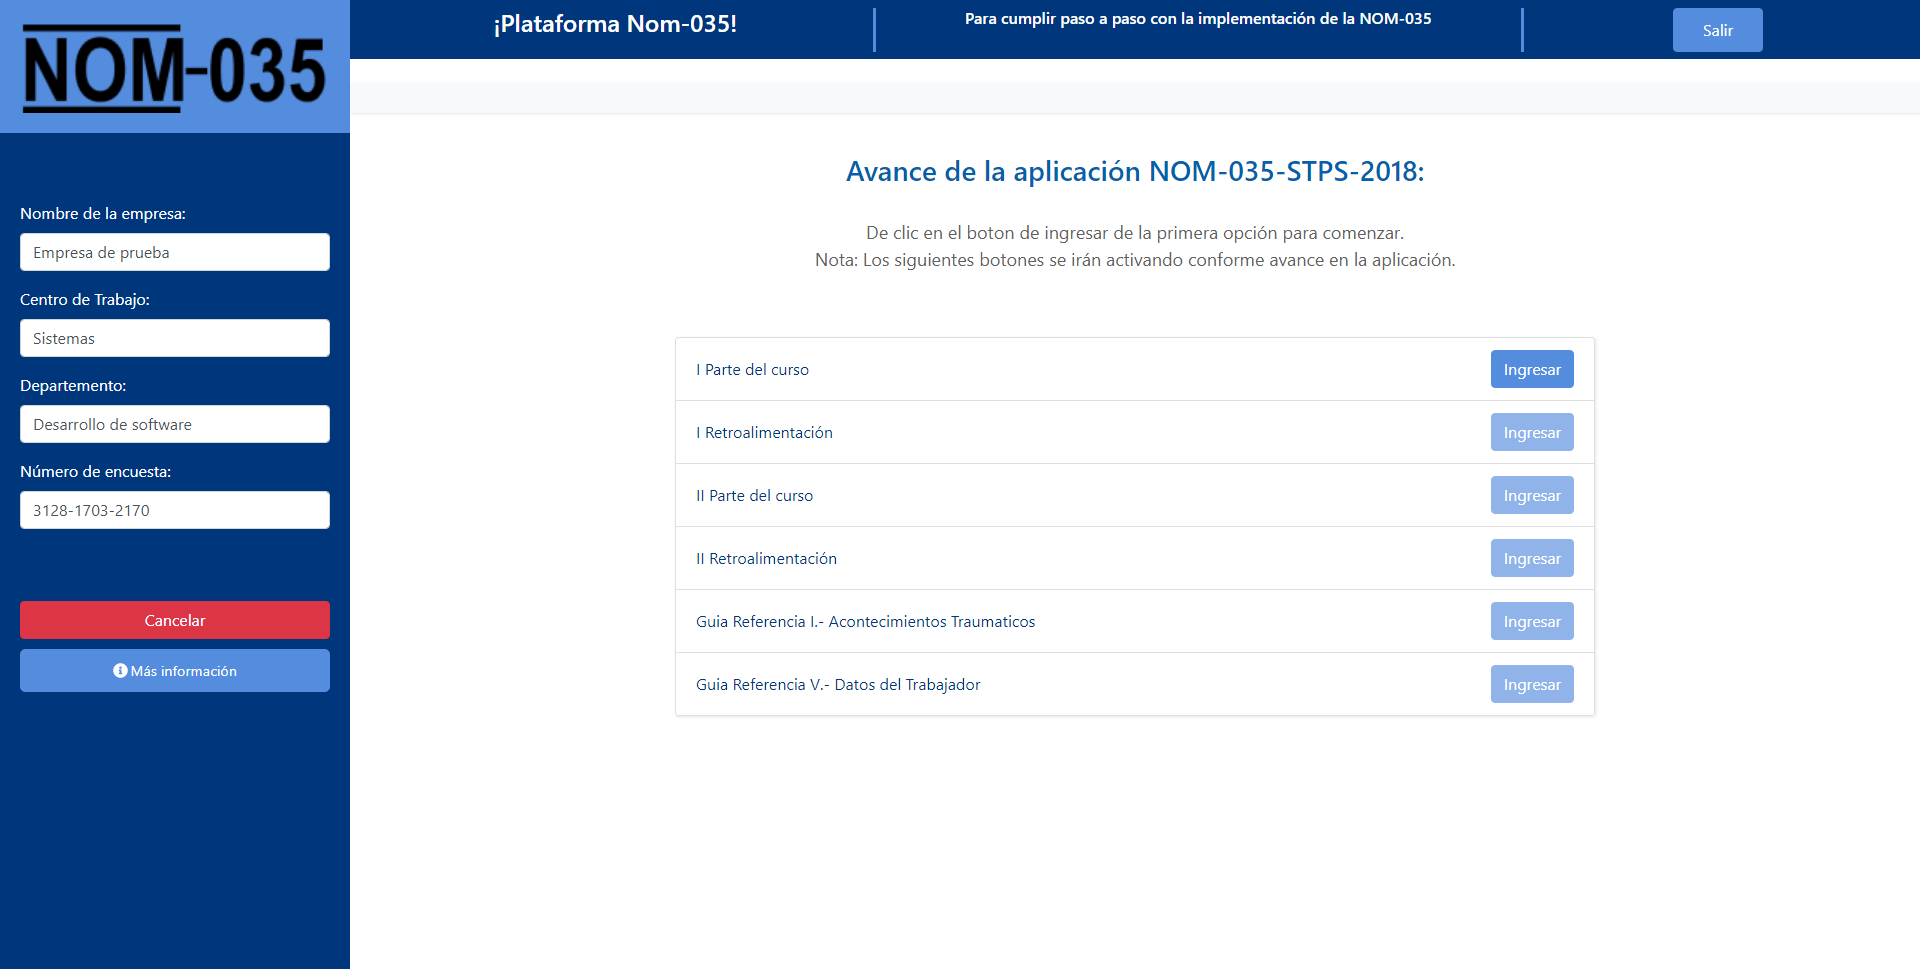 NOM-035
¡Plataforma Nom-035!
Para cumplir paso a paso con la implementación de la NOM-035
Salir
Nombre de la empresa:
Empresa de prueba
Centro de Trabajo:
Sistemas
Departemento:
Desarrollo de software
Número de encuesta:
3128-1703-2170
Cancelar
Más información
Avance de la aplicación NOM-035-STPS-2018:
De clic en el boton de ingresar de la primera opción para comenzar.
Nota: Los siguientes botones se irán activando conforme avance en la aplicación.
I Parte del curso Ingresar
I Retroalimentación Ingresar
II Parte del curso Ingresar
II Retroalimentación Ingresar
Guia Referencia I.- Acontecimientos Traumaticos Ingresar
Guia Referencia V.- Datos del Trabajador Ingresar